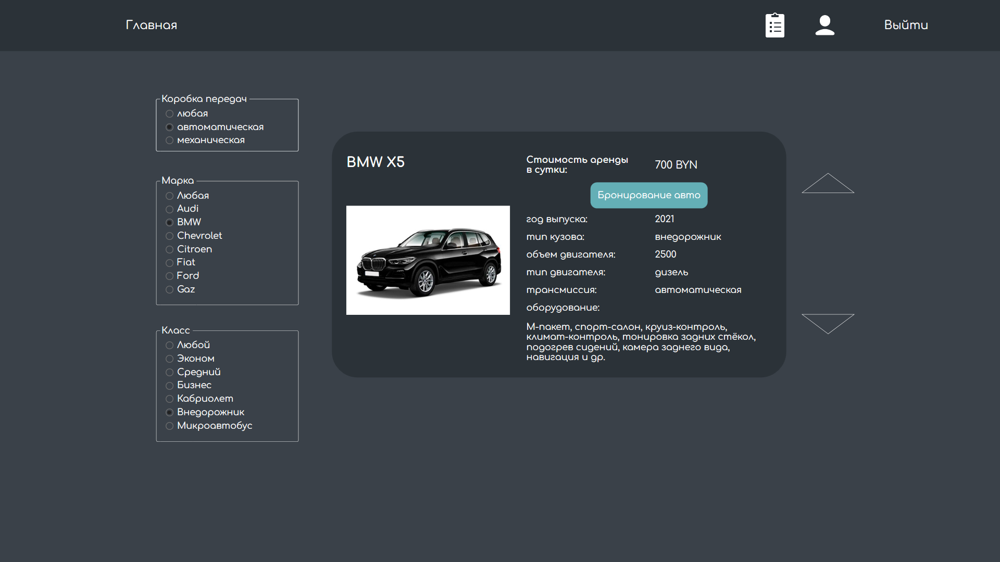 Главная
Выйти
Коробка передач
любая
автоматическая
механическая
Марка
Любая
Audi
BMW
Chevrolet
Citroen
Fiat
Ford
Gaz
Класс
Любой
Эконом
Средний
Бизнес
Кабриолет
Внедорожник
Микроавтобус
BMW X5
Стоимость аренды
в сутки:
700 BYN
Бронирование авто
год выпуска: 2021
тип кузова: внедорожник
объем двигателя: 2500
тип двигателя: дизель
трансмиссия: автоматическая
оборудование:
М-пакет, спорт-салон, круиз-контроль,
климат-контроль, тонировка задних стёкол,
подогрев сидений, камера заднего вида,
навигация и др.